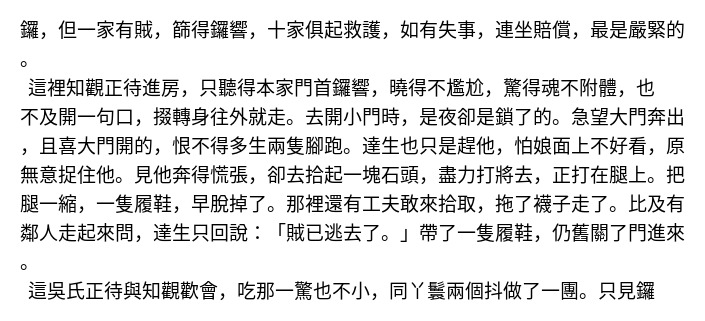 鑼，但一家有賊，篩得鑼響，十家俱起救護，如有失事，連坐賠償，最是嚴緊的
。
這裡知觀正待進房，只聽得本家門首鑼響，曉得不尷尬，驚得魂不附體，也
不及開一句口，掇轉身往外就走。去開小門時，是夜卻是鎖了的。急望大門奔出
，且喜大門開的，恨不得多生兩隻腳跑。達生也只是趕他，怕娘面上不好看，原
無意捉住他。見他奔得慌張，卻去拾起一塊石頭，盡力打將去，正打在腿上。把
腿一縮，一隻履鞋，早脫掉了。那裡還有工夫敢來拾取，拖了襪子走了。比及有
鄰人走起來問，達生只回說：「賊已逃去了。」帶了一隻履鞋，仍舊關了門進來
。
這吳氏正待與知觀歡會，吃那一驚也不小，同丫鬟兩個抖做了一團。只見鑼